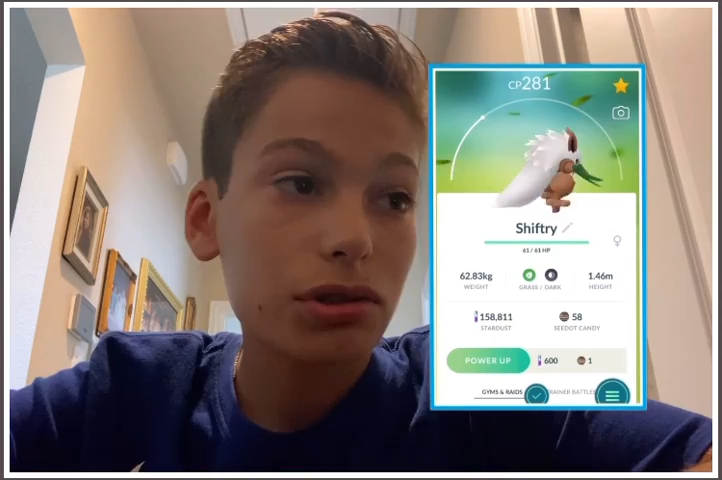 CP281
Shiftry
61 / 61 HP
62.83kg
WEIGHT
GRASS / DARK
1.46m
HEIGHT
158,811
STARDUST
58
SEEDOT CANDY
POWER UP
600
1
GYMS & RAIDS
TRAINER BATTLES